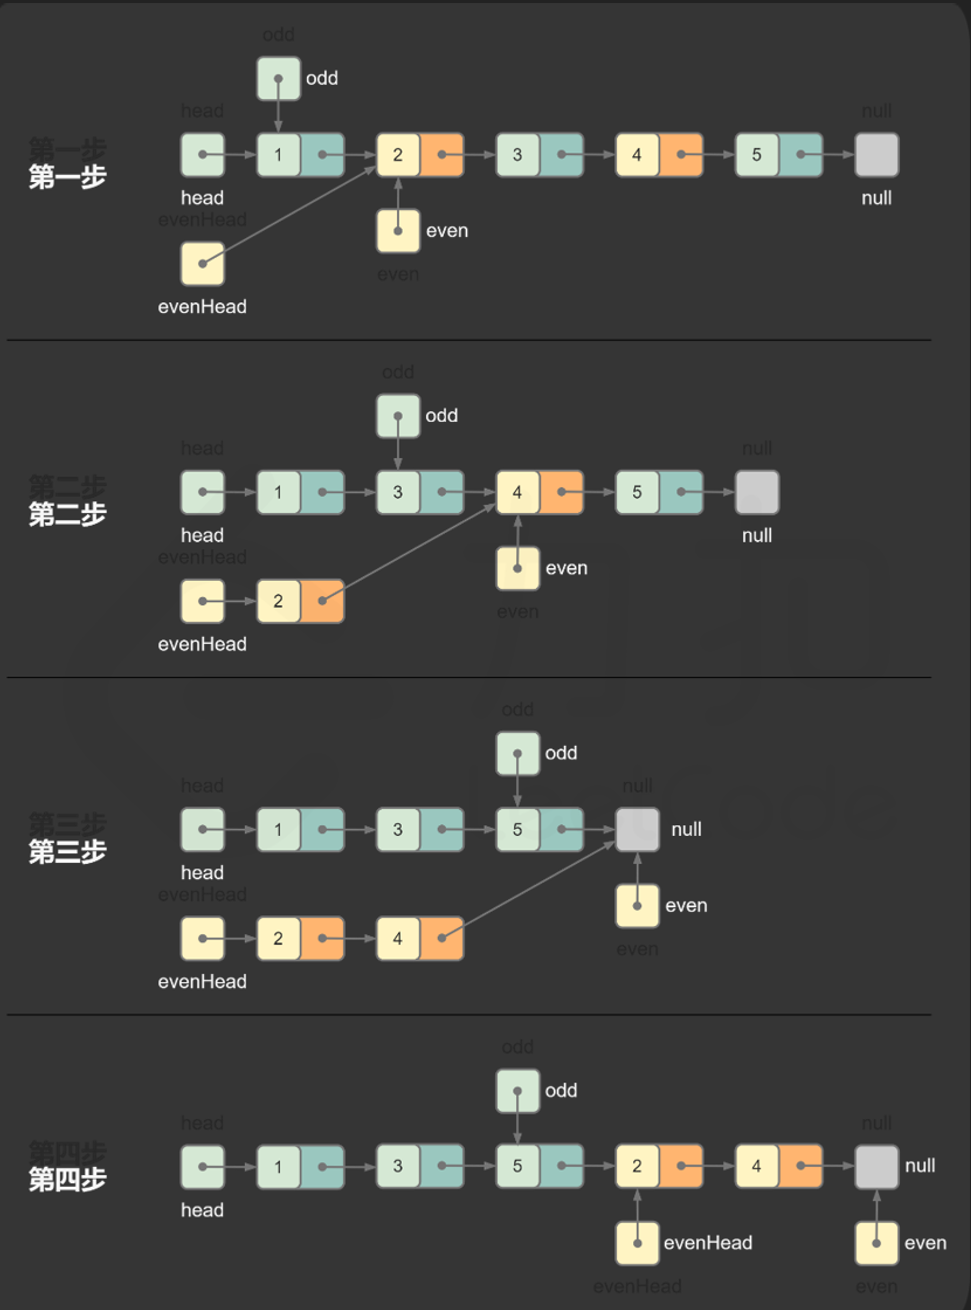 odd
odd
head
null
第一步
第一步
1
2
3
4
5
head
null
evenHead
even
even
evenHead
odd
odd
head
null
第二步
第二步
1
3
4
5
head
null
evenHead
even
2
even
evenHead
odd
odd
head
null
第三步
第三步
1
3
5
null
head
evenHead
even
2
4
even
evenHead
odd
odd
head
null
第四步
第四步
1
3
5
2
4
null
head
evenHead
even
evenHead
even